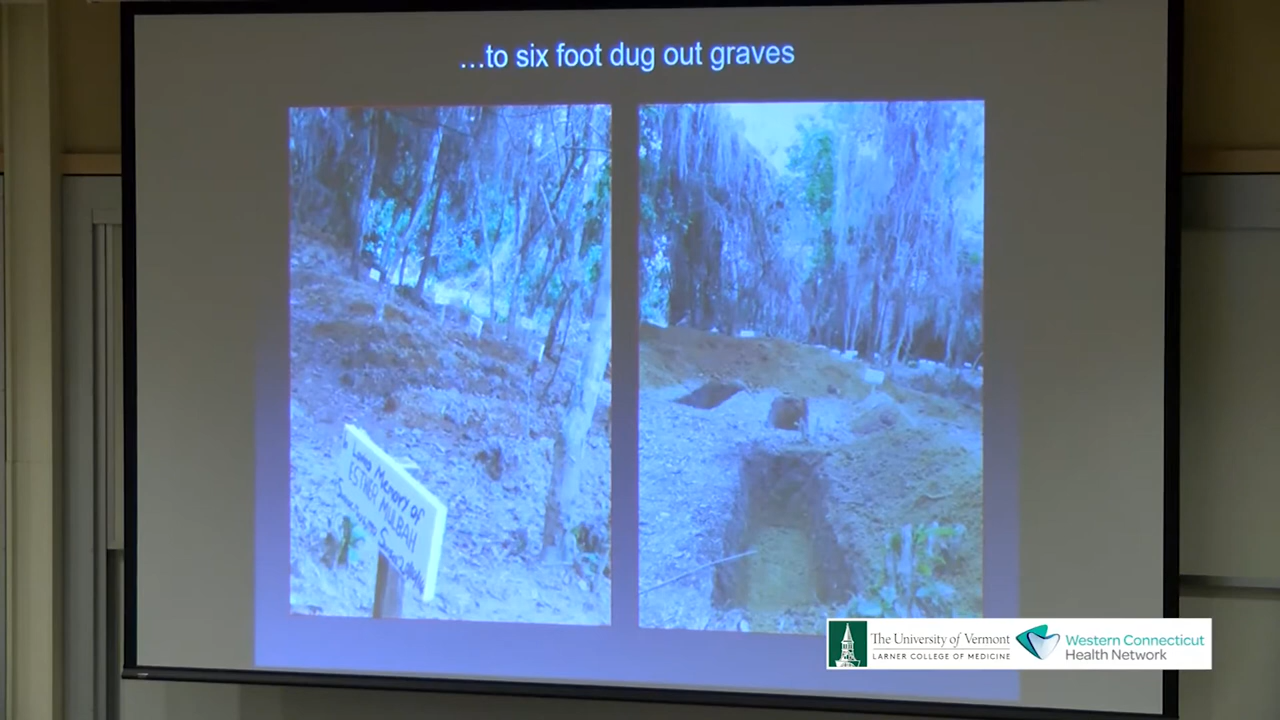 ...to six foot dug out graves
Loved Memory of
ESTHER MULBAH
The University of Vermont
LARNER COLLEGE OF MEDICINE
Western Connecticut
Health Network